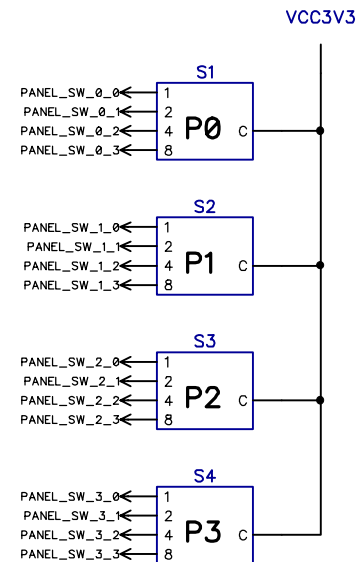 VCC3V3
S1
PANEL_SW_0_0 1
PANEL_SW_0_1 2
PANEL_SW_0_2 4 P0 C
PANEL_SW_0_3 8
S2
PANEL_SW_1_0 1
PANEL_SW_1_1 2
PANEL_SW_1_2 4 P1 C
PANEL_SW_1_3 8
S3
PANEL_SW_2_0 1
PANEL_SW_2_1 2
PANEL_SW_2_2 4 P2 C
PANEL_SW_2_3 8
S4
PANEL_SW_3_0 1
PANEL_SW_3_1 2
PANEL_SW_3_2 4 P3 C
PANEL_SW_3_3 8